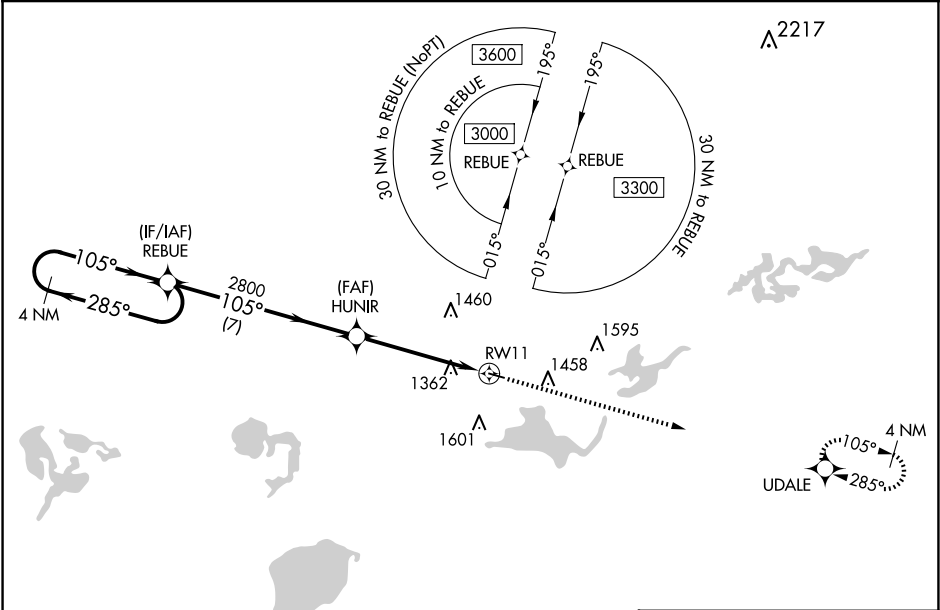 2217
3600
30 NM to REBUE (NoPT)
10 NM to REBUE
3000
REBUE
195°
015°
195°
REBUE
3300
015°
30 NM to REBUE
(IF/IAF)
REBUE
105°
285°
4 NM
2800
105°
(7)
(FAF)
HUNIR
1460
1595
RW11
1362
1458
1601
4 NM
105°
285°
UDALE